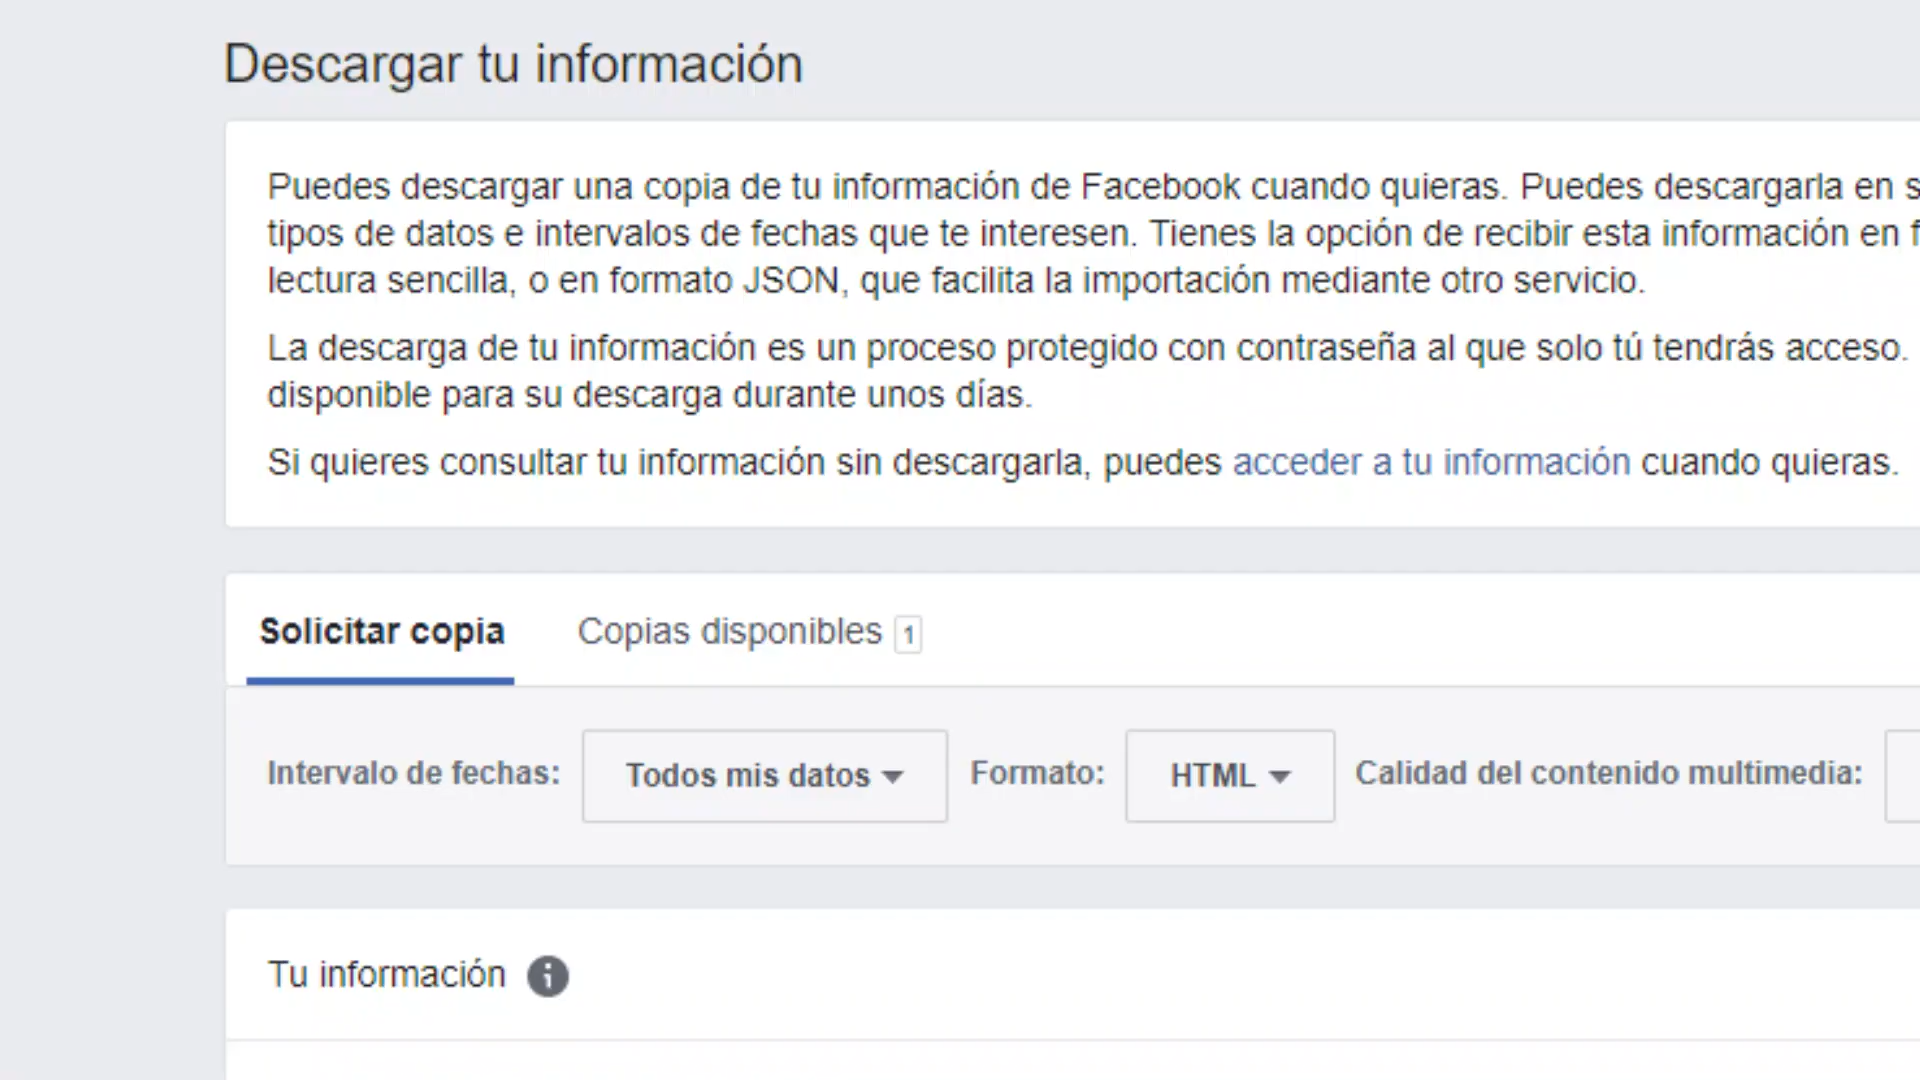 Descargar tu información
Puedes descargar una copia de tu información de Facebook cuando quieras. Puedes descargarla en
tipos de datos e intervalos de fechas que te interesen. Tienes la opción de recibir esta información en
lectura sencilla, o en formato JSON, que facilita la importación mediante otro servicio.
La descarga de tu información es un proceso protegido con contraseña al que solo tú tendrás acceso.
disponible para su descarga durante unos días.
Si quieres consultar tu información sin descargarla, puedes acceder a tu información cuando quieras.
Solicitar copia Copias disponibles 1
Intervalo de fechas: Todos mis datos Formato: HTML Calidad del contenido multimedia:
Tu información